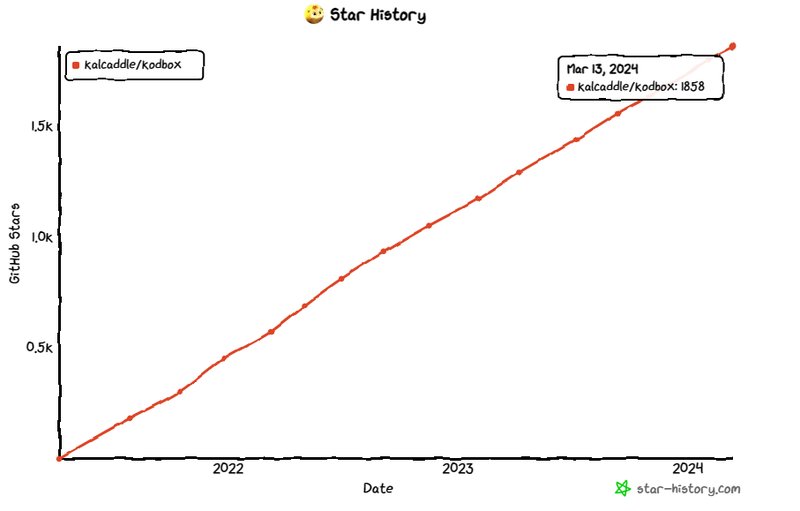 Star History
kalcaddle/kodbox
Mar 13, 2024
kalcaddle/kodbox: 1858
1.5k
1.0k
0.5k
GitHub Stars
2022
2023
2024
Date
star-history.com